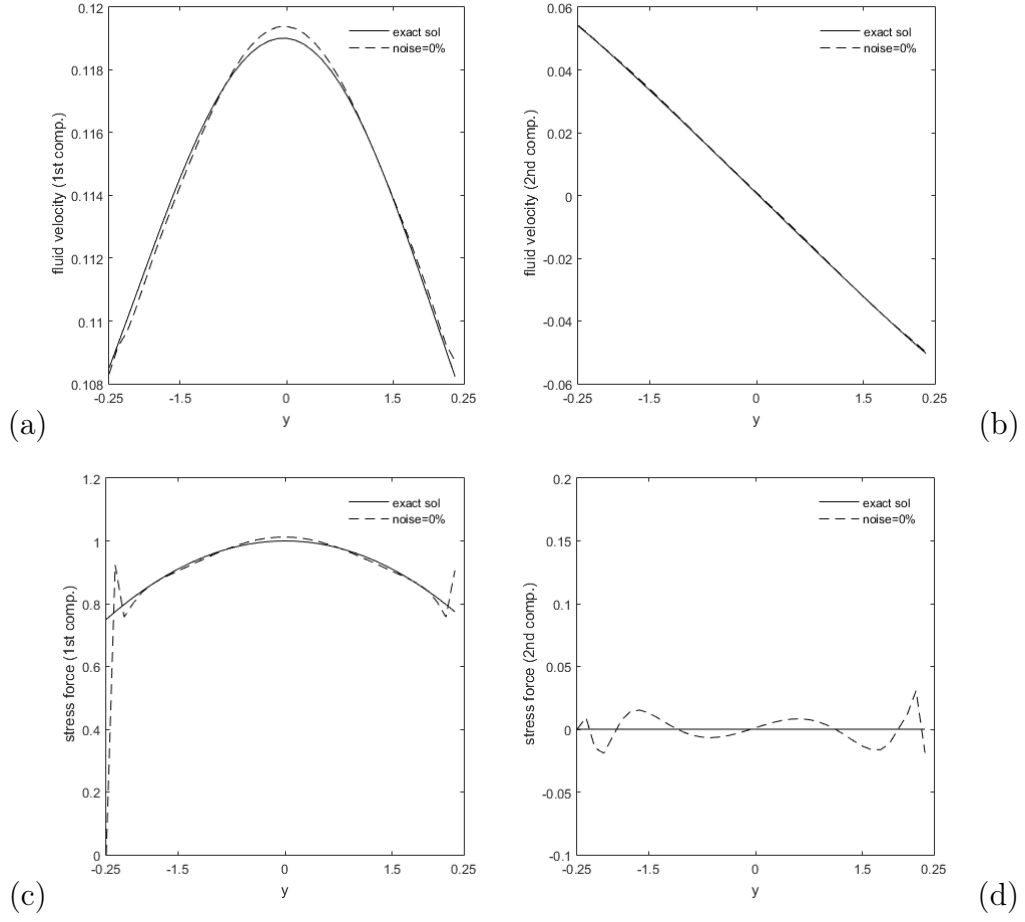 0.12
0.118
0.116
0.114
0.112
0.11
0.108
-0.25
-1.5
0
1.5
0.25
y
fluid velocity (1st comp.)
exact sol
noise=0%
(a)
0.06
0.04
0.02
0
-0.02
-0.04
-0.06
-0.25
-1.5
0
1.5
0.25
y
fluid velocity (2nd comp.)
exact sol
noise=0%
(b)
1.2
1
0.8
0.6
0.4
0.2
0
-0.25
-1.5
0
1.5
0.25
y
stress force (1st comp.)
exact sol
noise=0%
(c)
0.2
0.15
0.1
0.05
0
-0.05
-0.1
-0.25
-1.5
0
1.5
0.25
y
stress force (2nd comp.)
exact sol
noise=0%
(d)